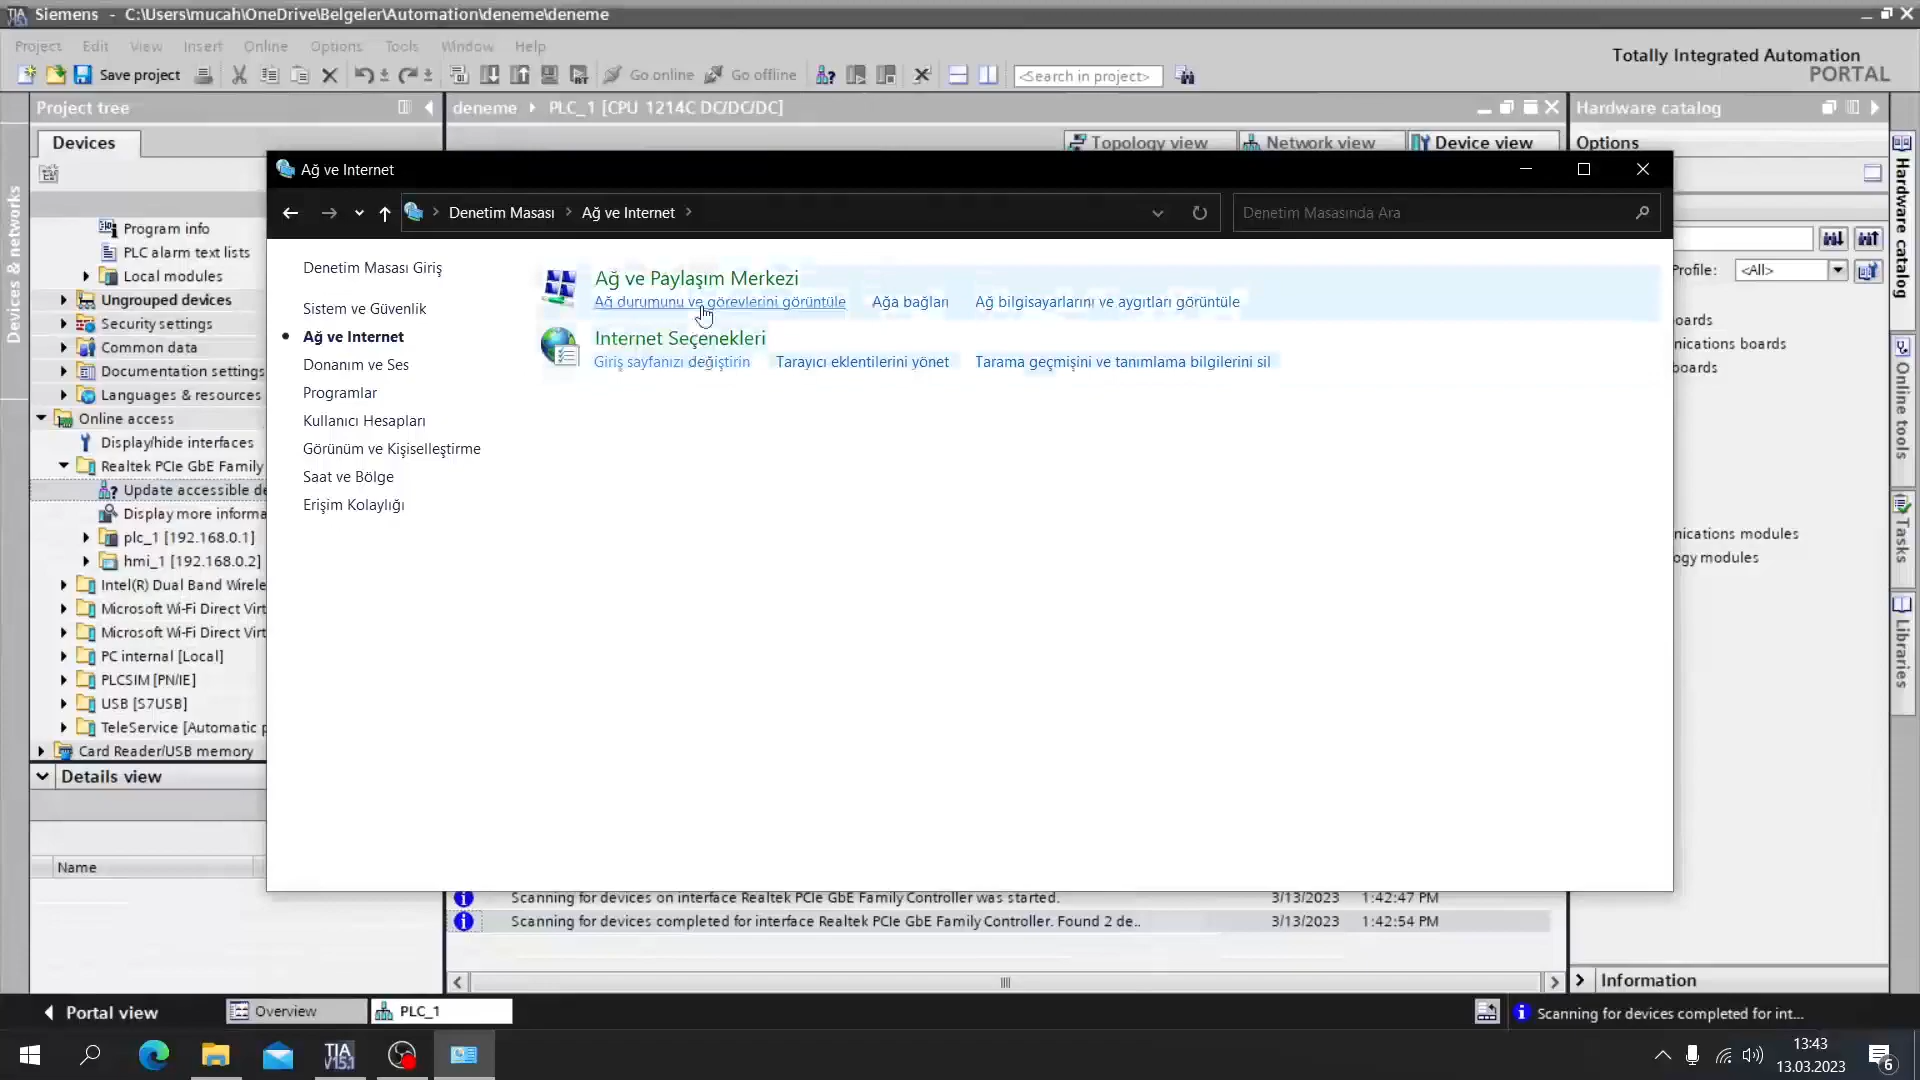 Siemens - C:\Users\mucah\OneDrive\Belgeler\Automation\deneme\deneme
Project Edit View Insert Online Options Tools Window Help
Totally Integrated Automation
PORTAL
Save project
Go online
Go offline
<Search in project>
Project tree
deneme
PLC_1 [CPU 1214C DC/DC/DC]
Hardware catalog
Devices
Topology view
Network view
Device view
Options
Devices & networks
Program info
PLC alarm text lists
Local modules
Ungrouped devices
Security settings
Common data
Documentation settings
Languages & resources
Online access
Display/hide interfaces
Realtek PCIe GbE Family
Update accessible de
Display more informa
plc_1 [192.168.0.1]
hmi_1 [192.168.0.2]
Intel(R) Dual Band Wirele
Microsoft Wi-Fi Direct Virt
Microsoft Wi-Fi Direct Virt
PC internal [Local]
PLCSIM [PN/IE]
USB [S7USB]
TeleService [Automatic p
Card Reader/USB memory
Details view
Name
Ağ ve Internet
Denetim Masası
Ağ ve Internet
Denetim Masasında Ara
Denetim Masası Giriş
Sistem ve Güvenlik
Ağ ve Internet
Donanım ve Ses
Programlar
Kullanıcı Hesapları
Görünüm ve Kişiselleştirme
Saat ve Bölge
Erişim Kolaylığı
Ağ ve Paylaşım Merkezi
Ağ durumunu ve görevlerini görüntüle
Ağa bağları
Ağ bilgisayarlarını ve aygıtları görüntüle
Internet Seçenekleri
Giriş sayfanızı değiştirin
Tarayıcı eklentilerini yönet
Tarama geçmişini ve tanımlama bilgilerini sil
Profile:
<All>
oards
nications boards
oards
nications modules
ogy modules
Hardware catalog
Online tools
Tasks
Libraries
Scanning for devices on interface Realtek PCIe GbE Family Controller was started. 3/13/2023 1:42:47 PM
Scanning for devices completed for interface Realtek PCIe GbE Family Controller. Found 2 de.. 3/13/2023 1:42:54 PM
Information
Portal view
Overview
PLC_1
Scanning for devices completed for int...
TIA
V15.1
13:43
13.03.2023
6